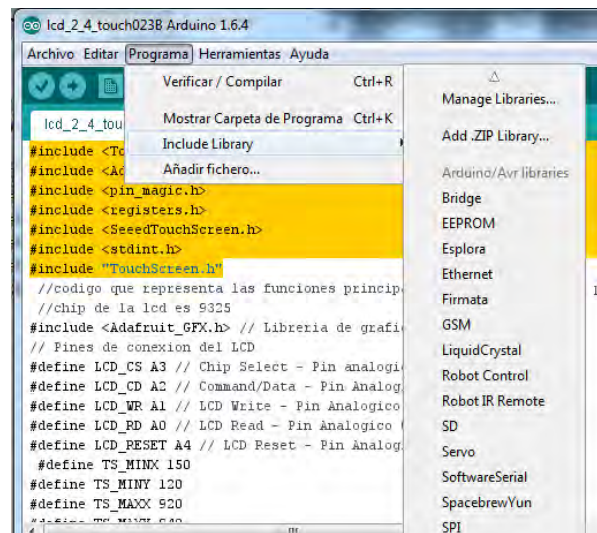 lcd_2_4_touch023B Arduino 1.6.4
Archivo Editar Programa Herramientas Ayuda
Verificar / Compilar Ctrl+R
Mostrar Carpeta de Programa Ctrl+K
Include Library
Añadir fichero...
Manage Libraries...
Add .ZIP Library...
Arduino/Avr libraries
Bridge
EEPROM
Esplora
Ethernet
Firmata
GSM
LiquidCrystal
Robot Control
Robot IR Remote
SD
Servo
SoftwareSerial
SpacebrewYun
SPI
lcd_2_4_tou
#include <To
#include <Ad
#include <pin_magic.h>
#include <registers.h>
#include <SeeedTouchScreen.h>
#include <stdint.h>
#include "TouchScreen.h"
//codigo que representa las funciones princip
//chip de la lcd es 9325
#include <Adafruit_GFX.h> // Libreria de grafi
// Pines de conexion del LCD
#define LCD_CS A3 // Chip Select - Pin analogi
#define LCD_CD A2 // Command/Data - Pin Analog
#define LCD_WR A1 // LCD Write - Pin Analogico
#define LCD_RD A0 // LCD Read - Pin Analogico
#define LCD_RESET A4 // LCD Reset - Pin Analog
#define TS_MINX 150
#define TS_MINY 120
#define TS_MAXX 920